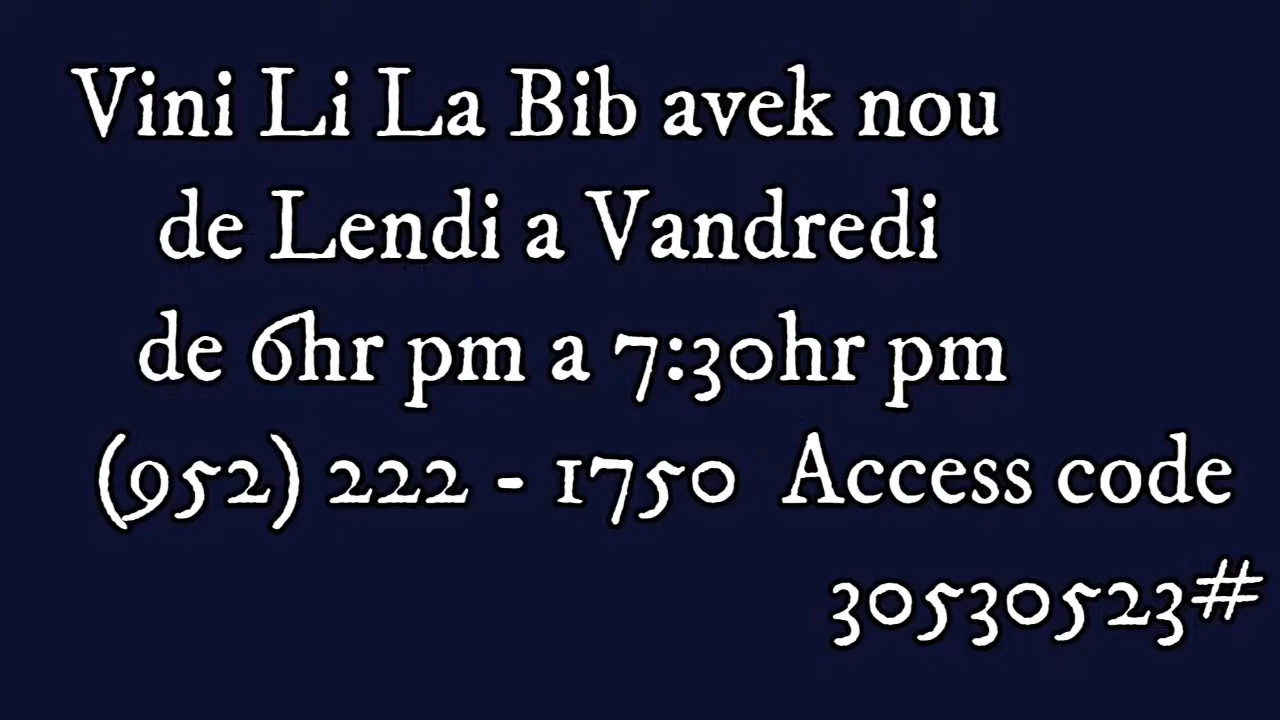 Vini Li La Bib avek nou
de Lendi a Vandredi
de 6hr pm a 7:30hr pm
(952) 222 - 1750 Access code
30530523#